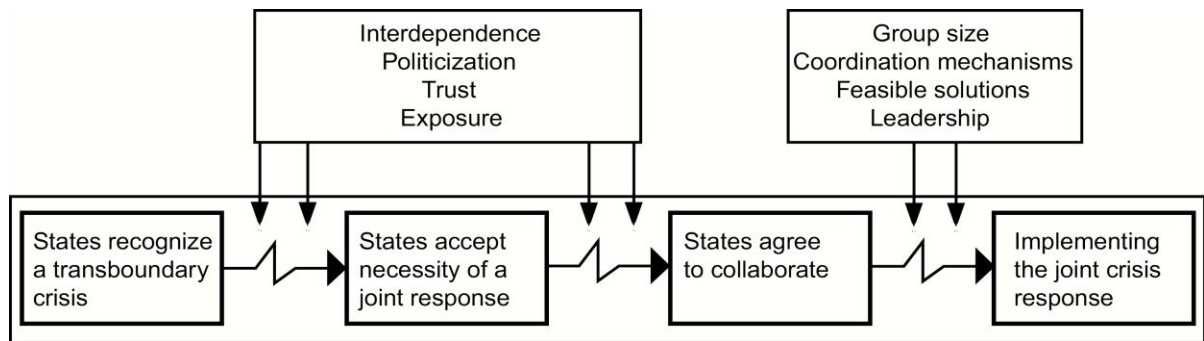 Interdependence
Politicization
Trust
Exposure
Group size
Coordination mechanisms
Feasible solutions
Leadership
States recognize
a transboundary
crisis
States accept
necessity of a
joint response
States agree
to collaborate
Implementing
the joint crisis
response